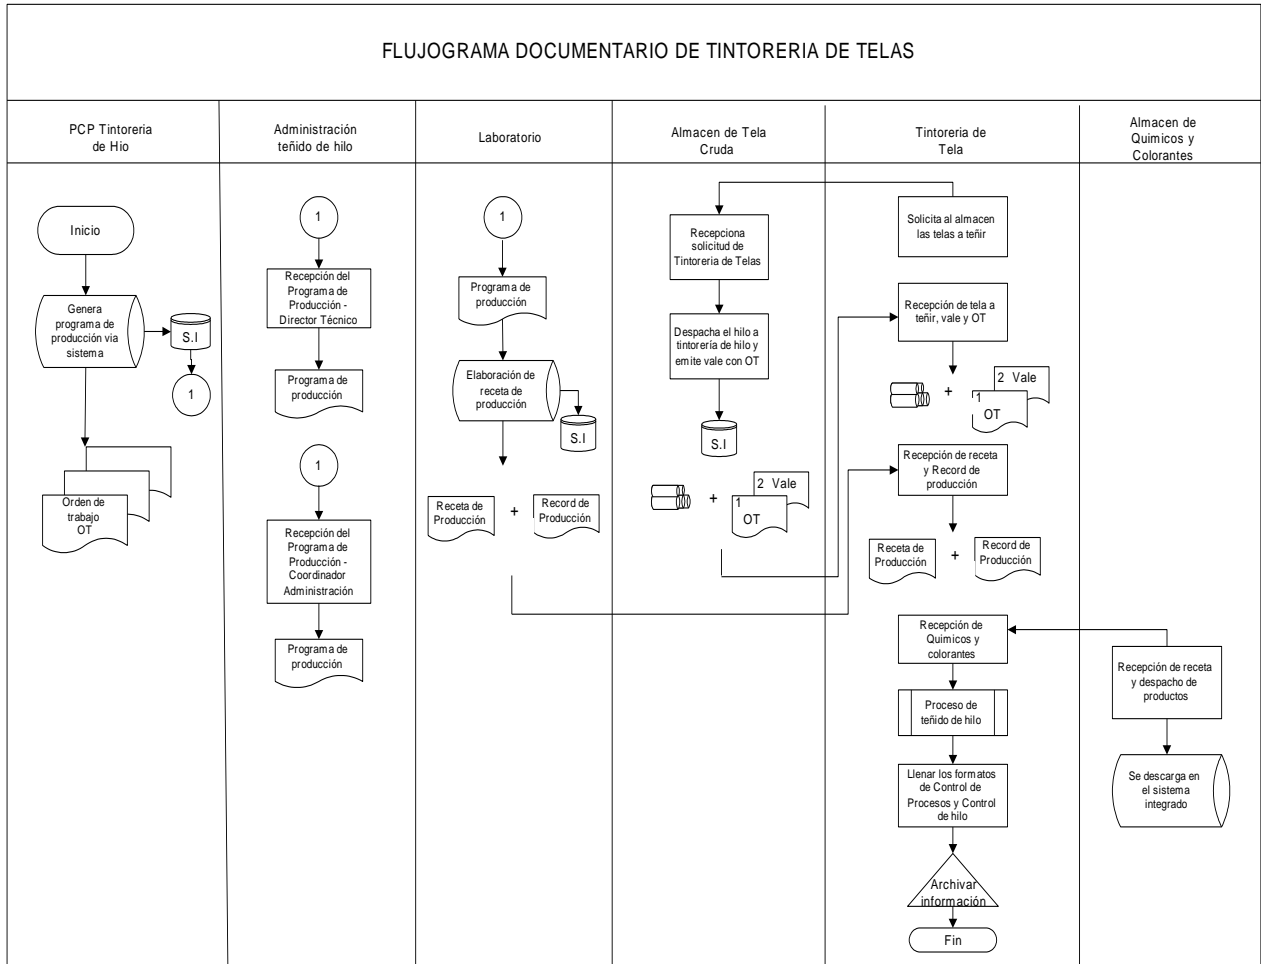 FLUJOGRAMA DOCUMENTARIO DE TINTORERIA DE TELAS
PCP Tintoreria
de Hio
Administración
teñido de hilo
Laboratorio
Almacen de Tela
Cruda
Tintoreria de
Tela
Almacen de
Quimicos y
Colorantes
Inicio
Genera
programa de
producción via
sistema
S.I
1
Orden de
trabajo
OT
1
Recepción del
Programa de
Producción -
Director Técnico
Programa de
producción
1
Recepción del
Programa de
Producción -
Coordinador
Administración
Programa de
producción
1
Programa de
producción
Elaboración de
receta de
producción
S.I
Receta de
Producción
+
Record de
Producción
Recepciona
solicitud de
Tintoreria de Telas
Despacha el hilo a
tintorería de hilo y
emite vale con OT
S.I
+
2 Vale
1
OT
Solicita al almacen
las telas a teñir
Recepción de tela a
teñir, vale y OT
+
2 Vale
1
OT
Recepción de receta
y Record de
producción
Receta de
Producción
+
Record de
Producción
Recepción de
Quimicos y
colorantes
Proceso de
teñido de hilo
Llenar los formatos
de Control de
Procesos y Control
de hilo
Archivar
información
Fin
Recepción de receta
y despacho de
productos
Se descarga en
el sistema
integrado